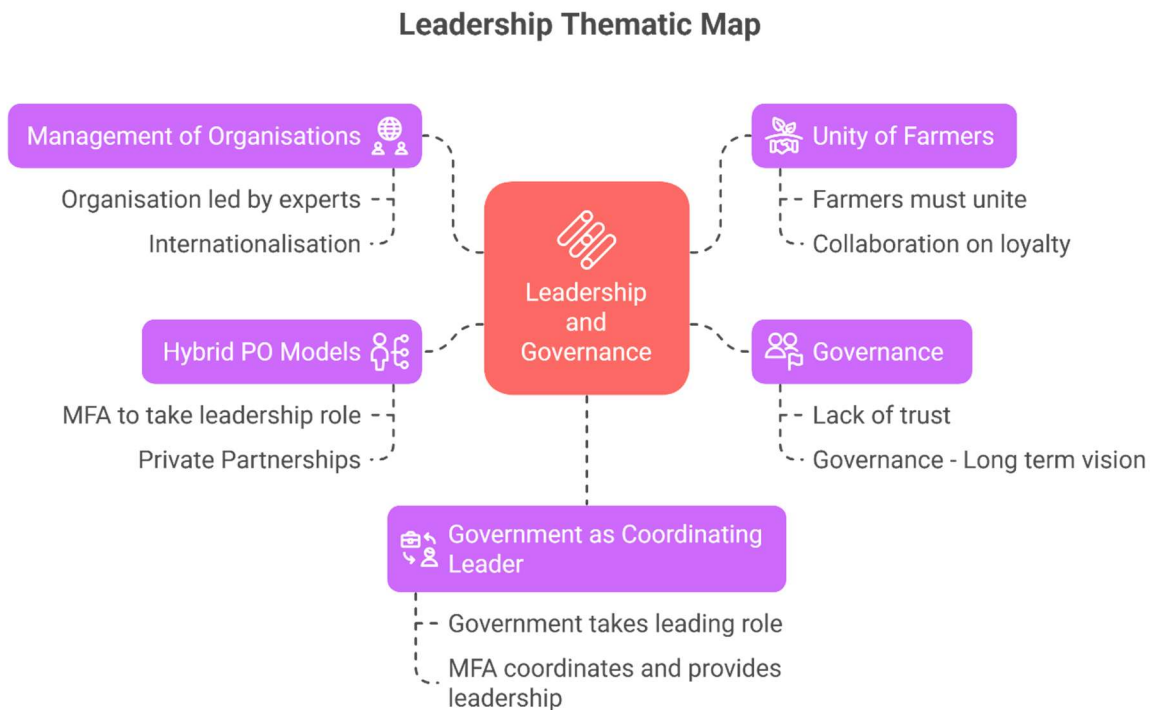 Leadership Thematic Map
Management of Organisations
Organisation led by experts
Internationalisation
Hybrid PO Models
MFA to take leadership role
Private Partnerships
Leadership
and
Governance
Unity of Farmers
Farmers must unite
Collaboration on loyalty
Governance
Lack of trust
Governance - Long term vision
Government as Coordinating
Leader
Government takes leading role
MFA coordinates and provides
leadership